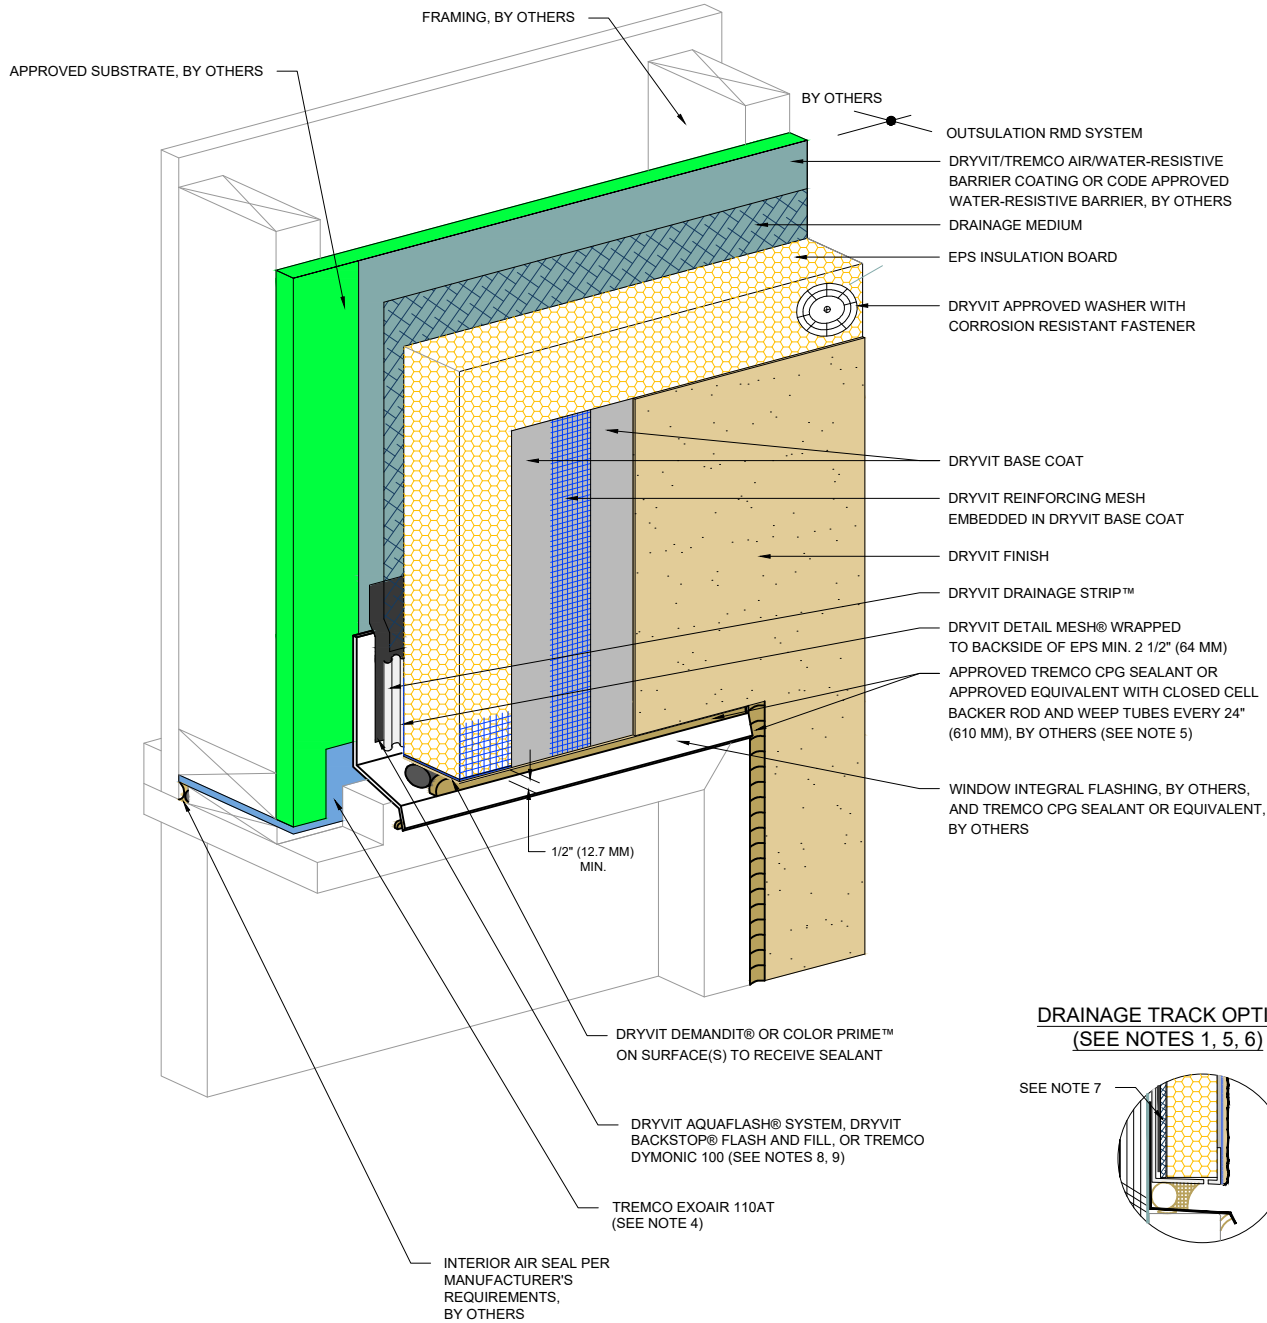 FRAMING, BY OTHERS
APPROVED SUBSTRATE, BY OTHERS
BY OTHERS
OUTSULATION RMD SYSTEM
DRYVIT/TREMCO AIR/WATER-RESISTIVE
BARRIER COATING OR CODE APPROVED
WATER-RESISTIVE BARRIER, BY OTHERS
DRAINAGE MEDIUM
EPS INSULATION BOARD
DRYVIT APPROVED WASHER WITH
CORROSION RESISTANT FASTENER
DRYVIT BASE COAT
DRYVIT REINFORCING MESH
EMBEDDED IN DRYVIT BASE COAT
DRYVIT FINISH
DRYVIT DRAINAGE STRIP™
DRYVIT DETAIL MESH® WRAPPED
TO BACKSIDE OF EPS MIN. 2 1/2" (64 MM)
APPROVED TREMCO CPG SEALANT OR
APPROVED EQUIVALENT WITH CLOSED CELL
BACKER ROD AND WEEP TUBES EVERY 24"
(610 MM), BY OTHERS (SEE NOTE 5)
WINDOW INTEGRAL FLASHING, BY OTHERS,
AND TREMCO CPG SEALANT OR EQUIVALENT,
BY OTHERS
1/2" (12.7 MM)
MIN.
DRYVIT DEMANDIT® OR COLOR PRIME™
ON SURFACE(S) TO RECEIVE SEALANT
DRYVIT AQUAFLASH® SYSTEM, DRYVIT
BACKSTOP® FLASH AND FILL, OR TREMCO
DYMONIC 100 (SEE NOTES 8, 9)
TREMCO EXOAIR 110AT
(SEE NOTE 4)
INTERIOR AIR SEAL PER
MANUFACTURER'S
REQUIREMENTS,
BY OTHERS
DRAINAGE TRACK OPTI
(SEE NOTES 1, 5, 6)
SEE NOTE 7